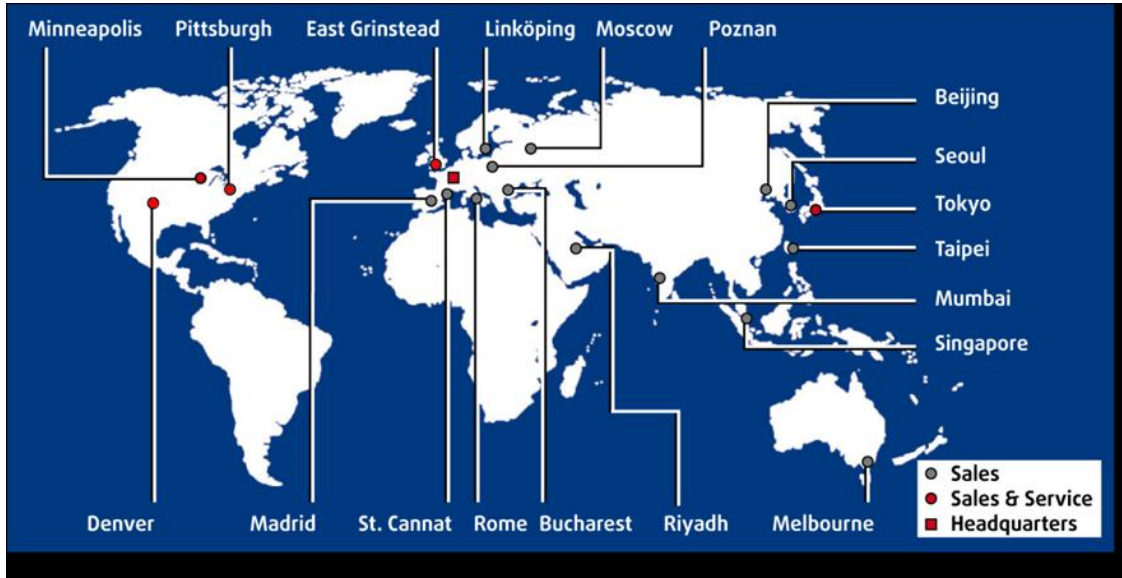 Minneapolis Pittsburgh East Grinstead Linköping Moscow Poznan
Beijing
Seoul
Tokyo
Taipei
Mumbai
Singapore
Sales
Sales & Service
Headquarters
Denver Madrid St. Cannat Rome Bucharest Riyadh Melbourne